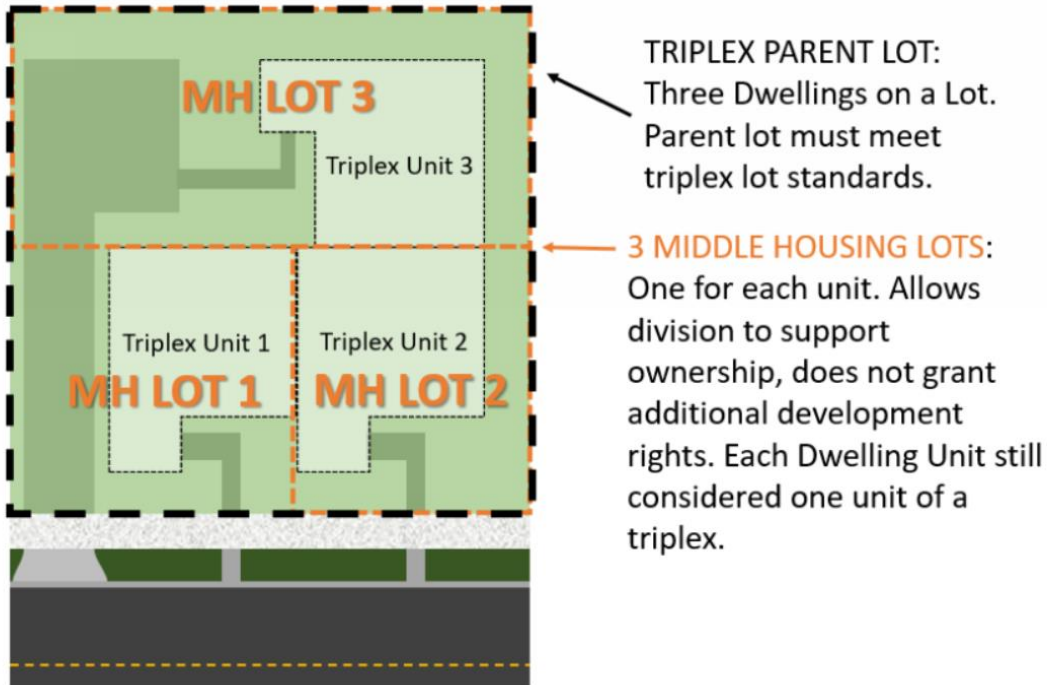 MH LOT 3
Triplex Unit 3
Triplex Unit 1
Triplex Unit 2
MH LOT 1
MH LOT 2
TRIPLEX PARENT LOT:
Three Dwellings on a Lot.
Parent lot must meet
triplex lot standards.
3 MIDDLE HOUSING LOTS:
One for each unit. Allows
division to support
ownership, does not grant
additional development
rights. Each Dwelling Unit still
considered one unit of a
triplex.